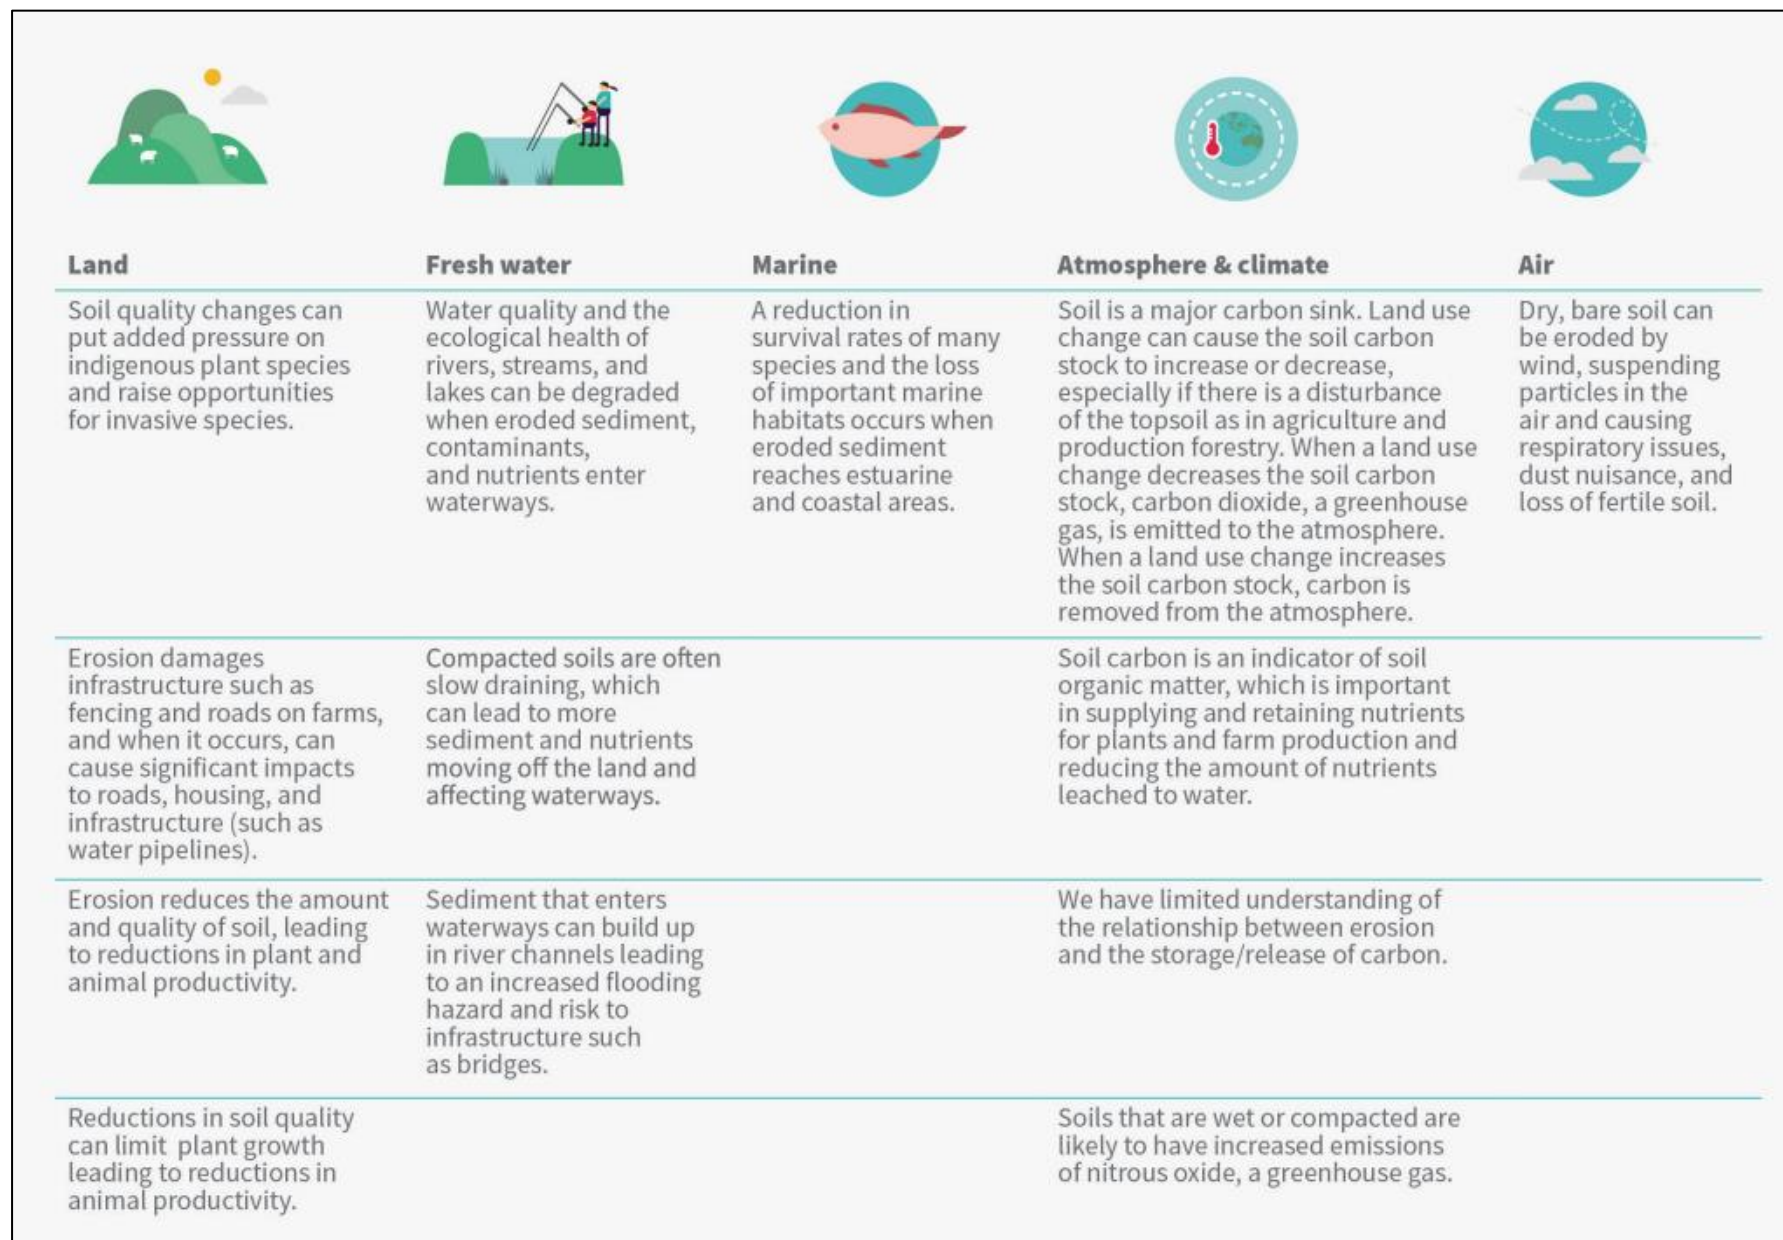 Land
Fresh water
Marine
Atmosphere & climate
Air
Soil quality changes can
put added pressure on
indigenous plant species
and raise opportunities
for invasive species.
Water quality and the
ecological health of
rivers, streams, and
lakes can be degraded
when eroded sediment,
contaminants,
and nutrients enter
waterways.
A reduction in
survival rates of many
species and the loss
of important marine
habitats occurs when
eroded sediment
reaches estuarine
and coastal areas.
Soil is a major carbon sink. Land use
change can cause the soil carbon
stock to increase or decrease,
especially if there is a disturbance
of the topsoil as in agriculture and
production forestry. When a land use
change decreases the soil carbon
stock, carbon dioxide, a greenhouse
gas, is emitted to the atmosphere.
When a land use change increases
the soil carbon stock, carbon is
removed from the atmosphere.
Dry, bare soil can
be eroded by
wind, suspending
particles in the
air and causing
respiratory issues,
dust nuisance, and
loss of fertile soil.
Erosion damages
infrastructure such as
fencing and roads on farms,
and when it occurs, can
cause significant impacts
to roads, housing, and
infrastructure (such as
water pipelines).
Compacted soils are often
slow draining, which
can lead to more
sediment and nutrients
moving off the land and
affecting waterways.
Soil carbon is an indicator of soil
organic matter, which is important
in supplying and retaining nutrients
for plants and farm production and
reducing the amount of nutrients
leached to water.
Erosion reduces the amount
and quality of soil, leading
to reductions in plant and
animal productivity.
Sediment that enters
waterways can build up
in river channels leading
to an increased flooding
hazard and risk to
infrastructure such
as bridges.
We have limited understanding of
the relationship between erosion
and the storage/release of carbon.
Reductions in soil quality
can limit plant growth
leading to reductions in
animal productivity.
Soils that are wet or compacted are
likely to have increased emissions
of nitrous oxide, a greenhouse gas.